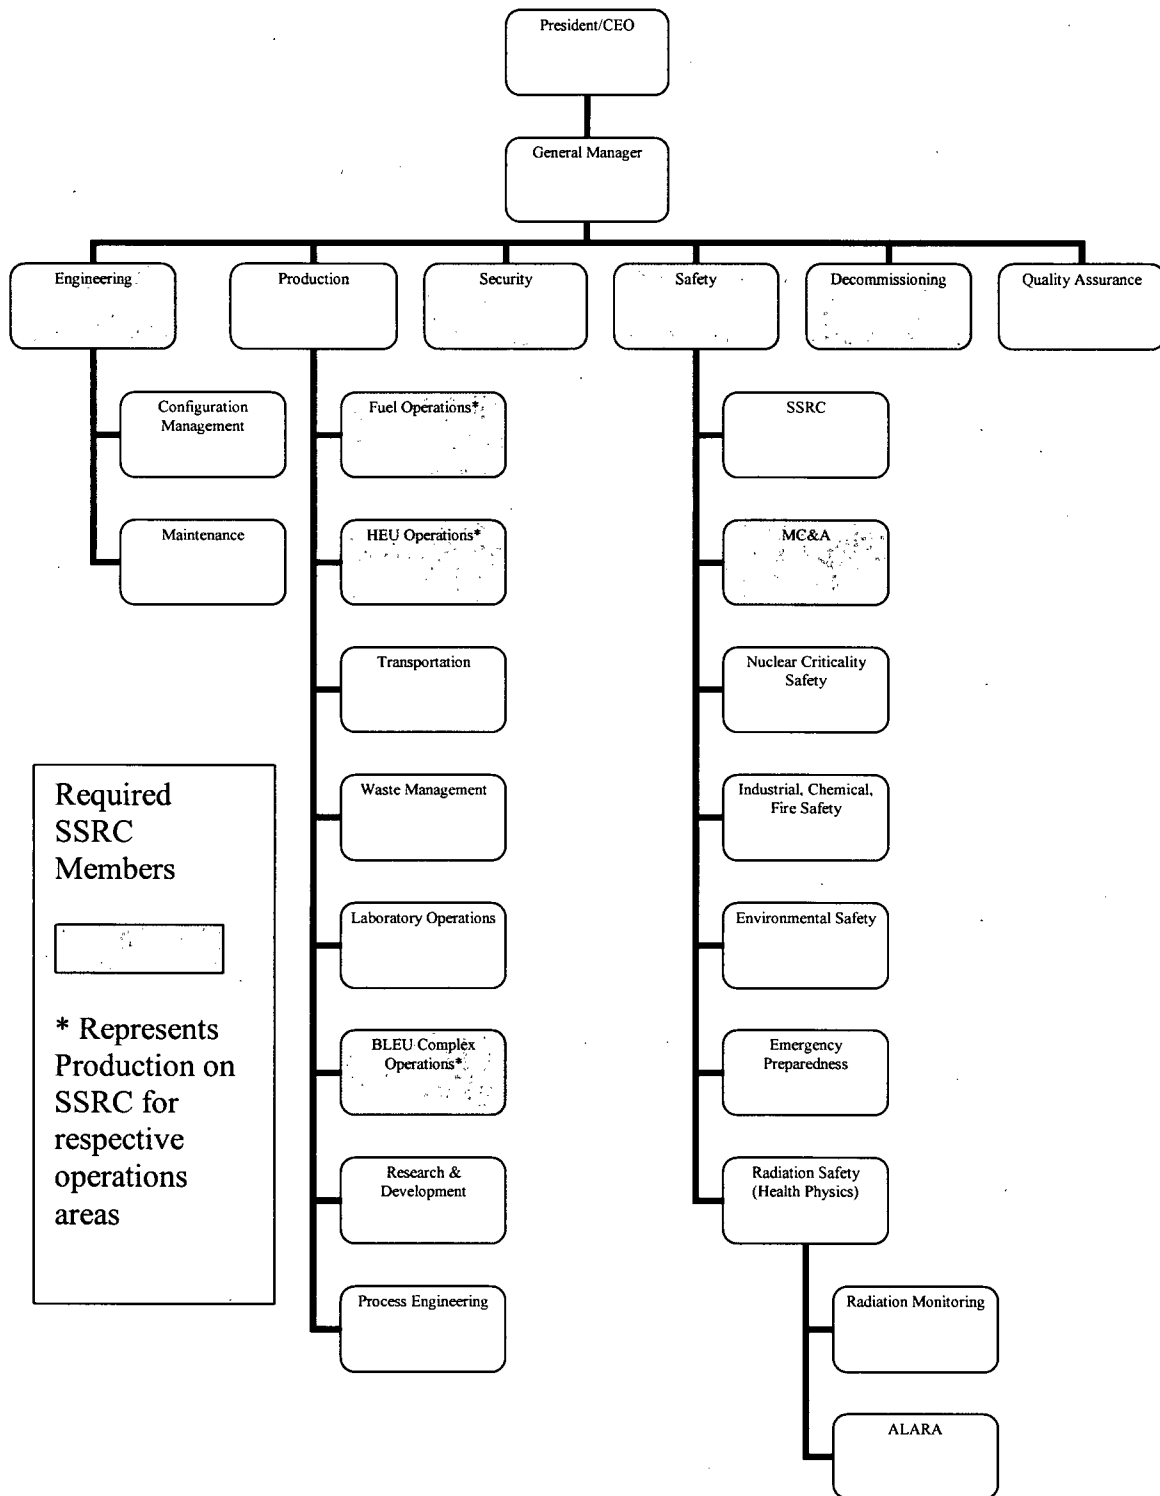 President/CEO
General Manager
Engineering
Production
Security
Safety
Decommissioning
Quality Assurance
Configuration
Management
Fuel Operations*
SSRC
Maintenance
HEU Operations*
MC&A
Transportation
Nuclear Criticality
Safety
Required
SSRC
Members
* Represents
Production on
SSRC for
respective
operations
areas
Waste Management
Industrial, Chemical,
Fire Safety
Laboratory Operations
Environmental Safety
BLEU Complex
Operations*
Emergency
Preparedness
Research &
Development
Radiation Safety
(Health Physics)
Process Engineering
Radiation Monitoring
ALARA